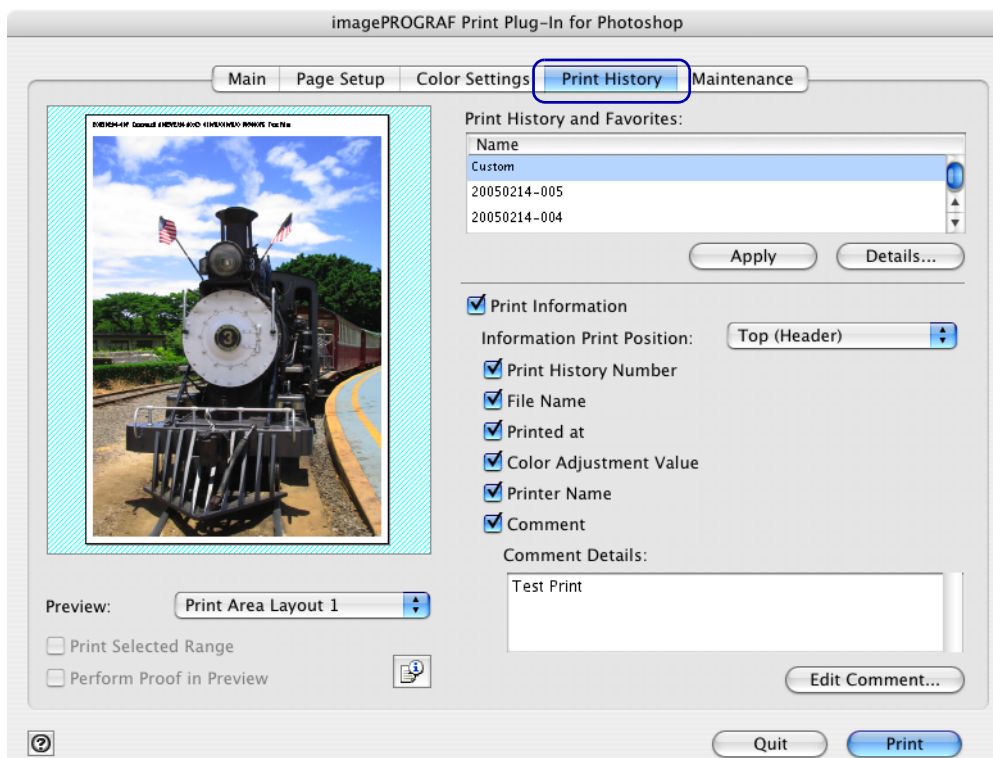 imagePROGRAF Print Plug-In for Photoshop
Main Page Setup Color Settings Print History Maintenance
Print History and Favorites:
Name
Custom
20050214-005
20050214-004
Apply Details...
Print Information
Information Print Position: Top (Header)
Print History Number
File Name
Printed at
Color Adjustment Value
Printer Name
Comment
Comment Details:
Test Print
Edit Comment...
3
Preview: Print Area Layout 1
Print Selected Range
Perform Proof in Preview
Quit Print